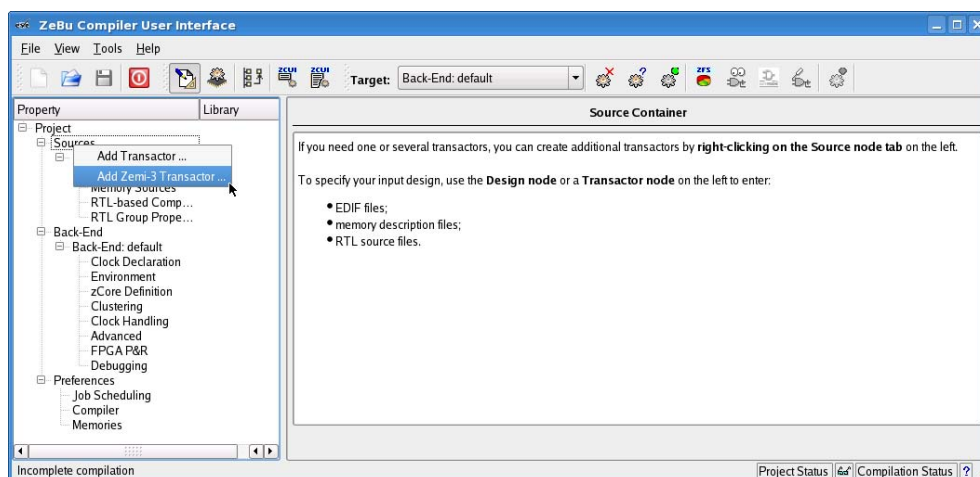 ZeBu Compiler User Interface
File View Tools Help
ZCUI ZCUI Target: Back-End: default ZFS
Property Library
Project
Sources
Add Transactor ...
Add Zemi-3 Transactor ...
Memory Sources
RTL-based Comp...
RTL Group Prope...
Back-End
Back-End: default
Clock Declaration
Environment
zCore Definition
Clustering
Clock Handling
Advanced
FPGA P&R
Debugging
Preferences
Job Scheduling
Compiler
Memories
Source Container
If you need one or several transactors, you can create additional transactors by right-clicking on the Source node tab on the left.
To specify your input design, use the Design node or a Transactor node on the left to enter:
EDIF files;
memory description files;
RTL source files.
Incomplete compilation
Project Status Compilation Status ?